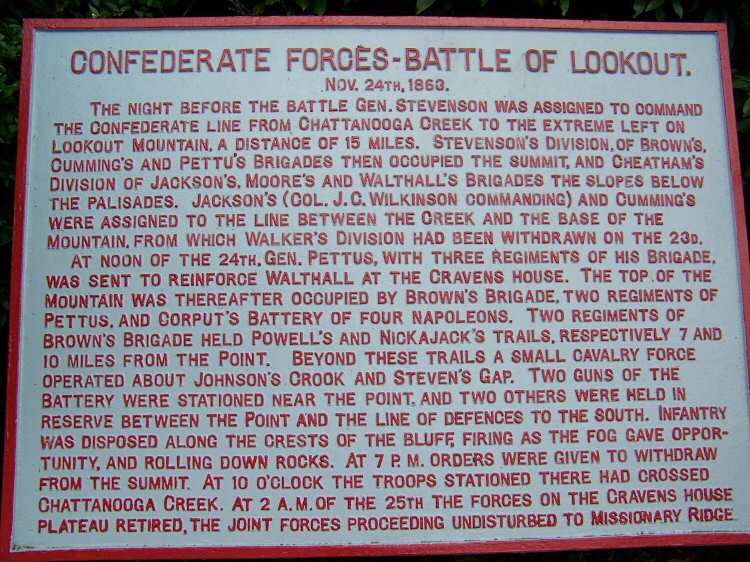 CONFEDERATE FORCES-BATTLE OF LOOKOUT.
NOV. 24TH, 1863.
THE NIGHT BEFORE THE BATTLE GEN. STEVENSON WAS ASSIGNED TO COMMAND
THE CONFEDERATE LINE FROM CHATTANOOGA CREEK TO THE EXTREME LEFT ON
LOOKOUT MOUNTAIN, A DISTANCE OF 15 MILES. STEVENSON'S DIVISION, OF BROWN'S,
CUMMING'S AND PETTU'S BRIGADES THEN OCCUPIED THE SUMMIT, AND CHEATHAM'S
DIVISION OF JACKSON'S, MOORE'S AND WALTHALL'S BRIGADES THE SLOPES BELOW
THE PALISADES. JACKSON'S (COL. J.C. WILKINSON COMMANDING) AND CUMMING'S
WERE ASSIGNED TO THE LINE BETWEEN THE CREEK AND THE BASE OF THE
MOUNTAIN, FROM WHICH WALKER'S DIVISION HAD BEEN WITHDRAWN ON THE 23D.
AT NOON OF THE 24TH, GEN. PETTUS, WITH THREE REGIMENTS OF HIS BRIGADE,
WAS SENT TO REINFORCE WALTHALL AT THE CRAVENS HOUSE. THE TOP OF THE
MOUNTAIN WAS THEREAFTER OCCUPIED BY BROWN'S BRIGADE, TWO REGIMENTS OF
PETTUS, AND CORPUT'S BATTERY OF FOUR NAPOLEONS. TWO REGIMENTS OF
BROWN'S BRIGADE HELD POWELL'S AND NICKAJACK'S TRAILS, RESPECTIVELY 7 AND
10 MILES FROM THE POINT. BEYOND THESE TRAILS A SMALL CAVALRY FORCE
OPERATED ABOUT JOHNSON'S CROOK AND STEVEN'S GAP. TWO GUNS OF THE
BATTERY WERE STATIONED NEAR THE POINT, AND TWO OTHERS WERE HELD IN
RESERVE BETWEEN THE POINT AND THE LINE OF DEFENCES TO THE SOUTH. INFANTRY
WAS DISPOSED ALONG THE CRESTS OF THE BLUFF, FIRING AS THE FOG GAVE OPPOR-
TUNITY, AND ROLLING DOWN ROCKS. AT 7 P.M. ORDERS WERE GIVEN TO WITHDRAW
FROM THE SUMMIT. AT 10 O'CLOCK THE TROOPS STATIONED THERE HAD CROSSED
CHATTANOOGA CREEK. AT 2 A.M. OF THE 25TH THE FORCES ON THE CRAVENS HOUSE
PLATEAU RETIRED, THE JOINT FORCES PROCEEDING UNDISTURBED TO MISSIONARY RIDGE